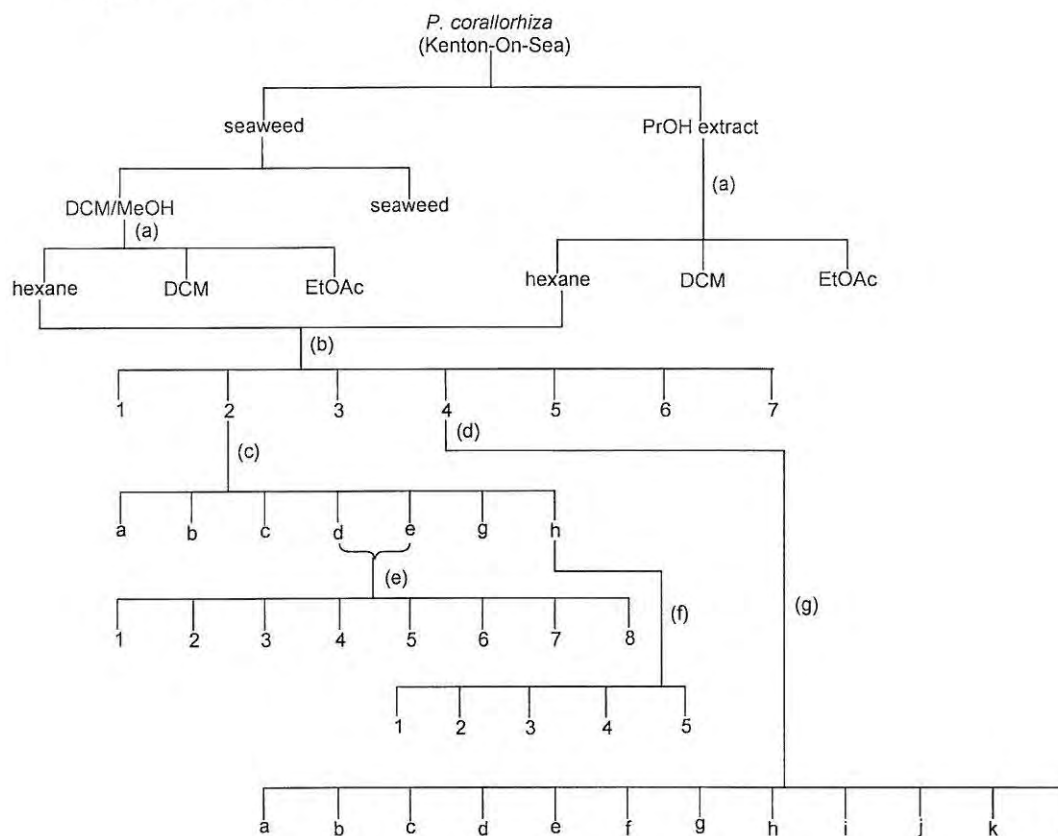 P. corallorhiza
(Kenton-On-Sea)
seaweed PrOH extract
DCM/MeOH seaweed (a)
(a)
hexane DCM EtOAc hexane DCM EtOAc
(b)
1 2 3 4 5 6 7
(c) (d)
a b c d e g h
(e) (f) (g)
1 2 3 4 5 6 7 8
1 2 3 4 5
a b c d e f g h i j k